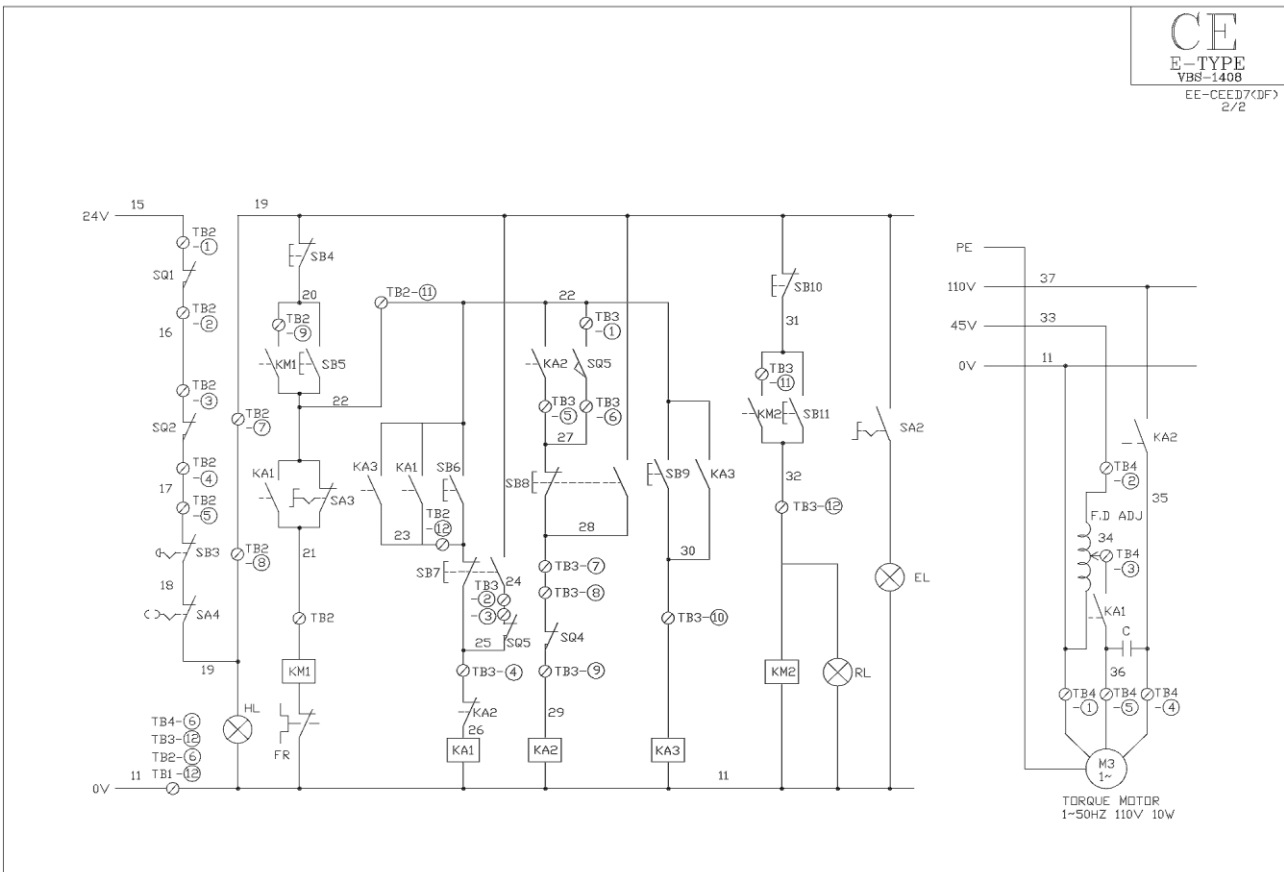 CE
E-TYPE
VBS-1408
EE-CEED7(DF)
2/2
24V
15
19
TB2
-①
SQ1
TB2
-②
16
TB2
-③
SQ2
TB2
-④
17
TB2
-⑤
SB3
18
SA4
19
TB2
-⑦
TB2
-⑧
HL
TB4-⑥
TB3-⑫
TB2-⑥
TB1-⑫
0V
11
SB4
20
TB2
-⑨
KM1
SB5
22
KA1
SA3
21
TB2
KM1
FR
TB2-⑪
KA3
KA1
SB6
TB2
-⑫
23
SB7
TB3
-②
-③
24
SQ5
25
TB3-④
KA2
26
KA1
22
TB3
-①
KA2
SQ5
TB3
-⑤
TB3
-⑥
27
SB8
28
TB3-⑦
TB3-⑧
SQ4
TB3-⑨
29
KA2
SB9
KA3
30
TB3-⑩
KA3
11
SB10
31
TB3
-⑪
KM2
SB11
32
TB3-⑫
KM2
RL
SA2
EL
PE
110V
37
45V
33
0V
11
KA2
TB4
-②
35
F.D ADJ
34
TB4
-③
KA1
C
36
TB4
-①
TB4
-⑤
TB4
-④
M3
1~
TORQUE MOTOR
1~50HZ 110V 10W